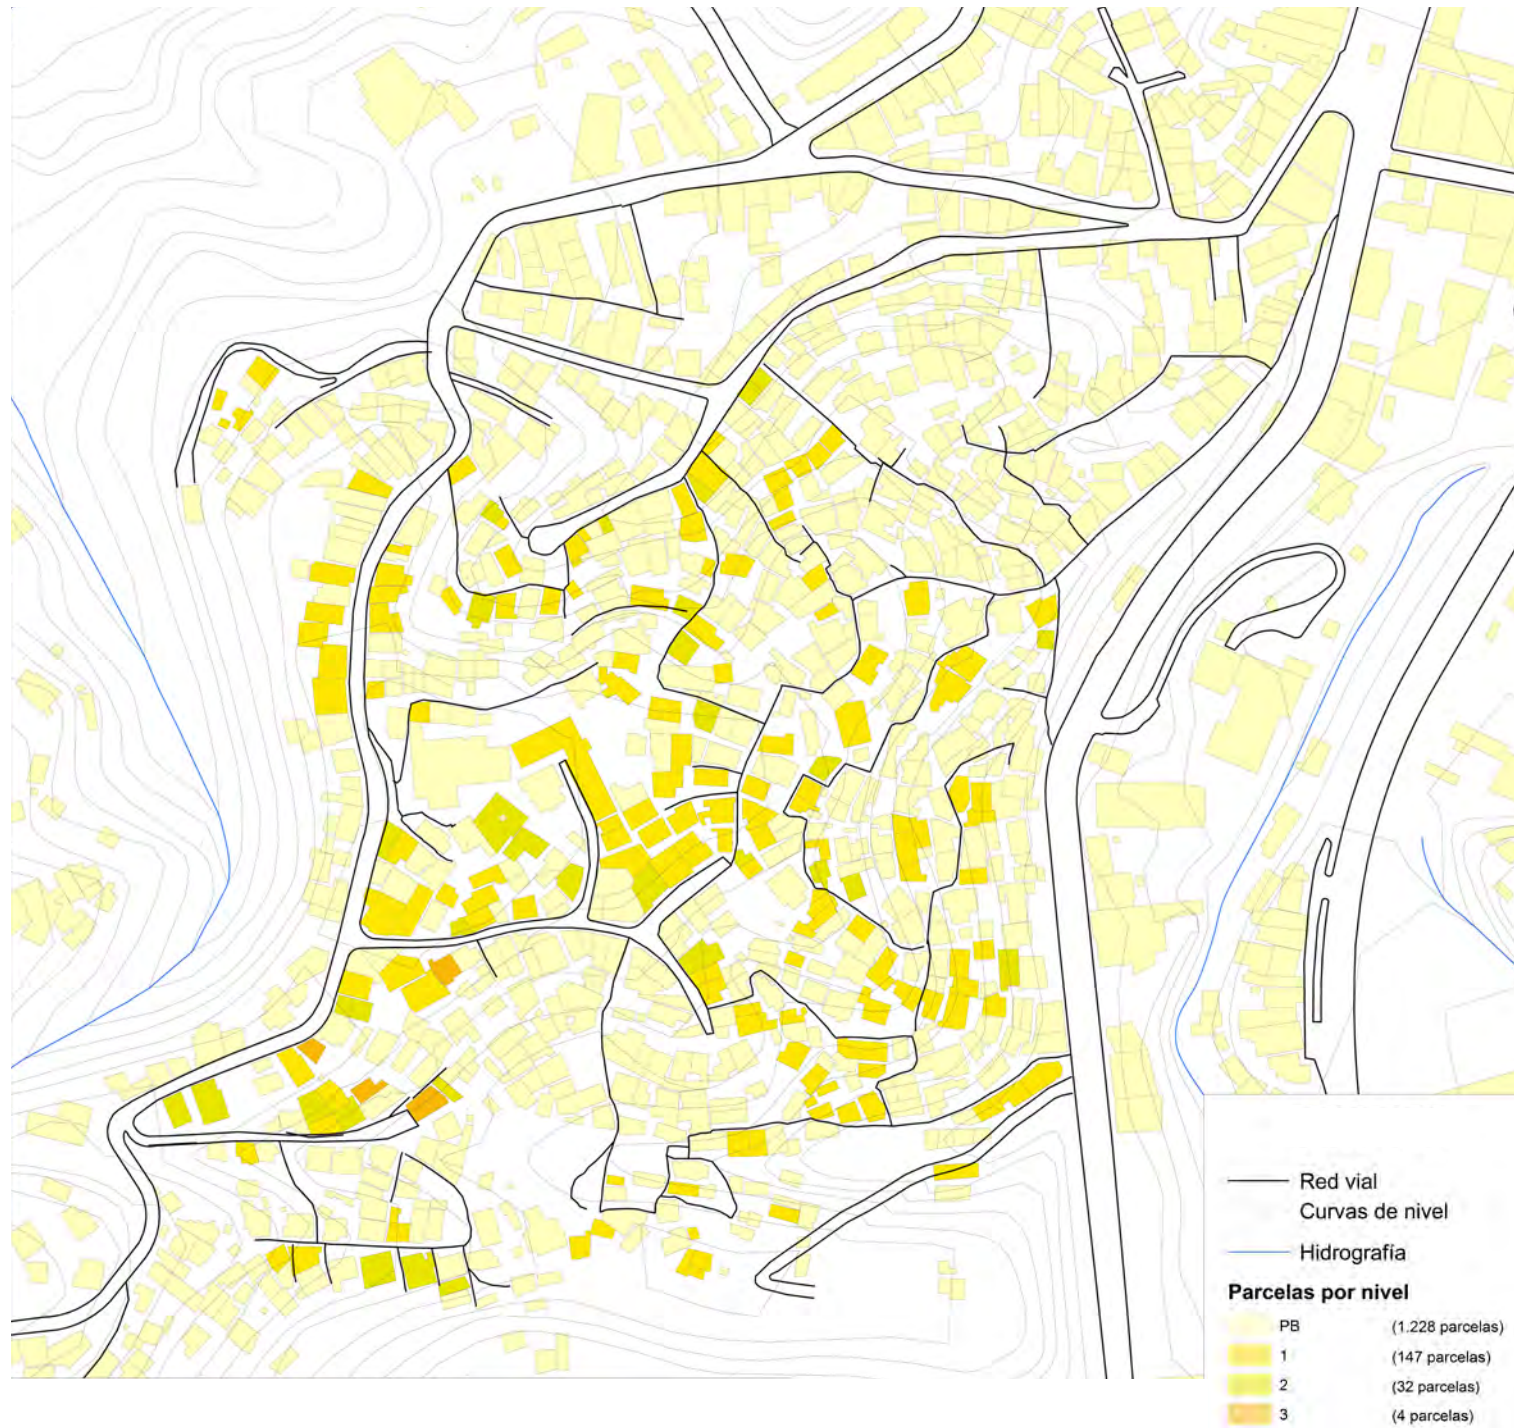 Red vial
Curvas de nivel
Hidrografía
Parcelas por nivel
PB (1.228 parcelas)
1 (147 parcelas)
2 (32 parcelas)
3 (4 parcelas)